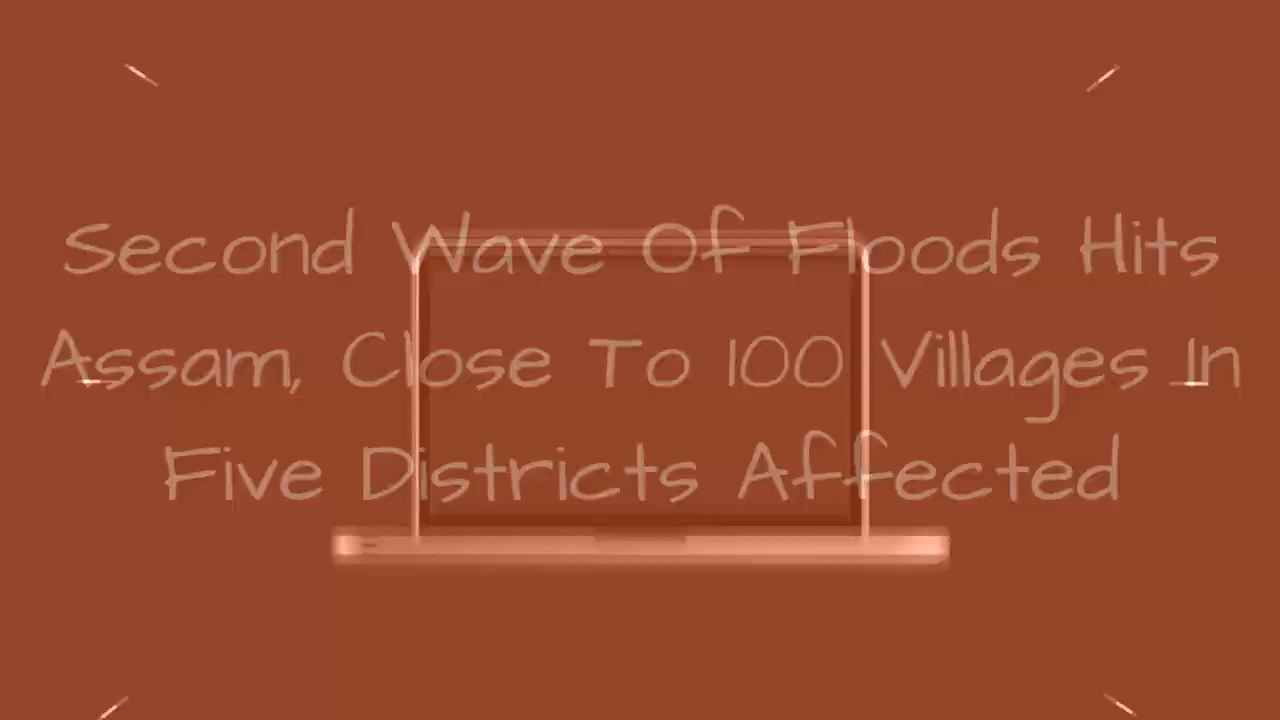 Second Wave Of Floods Hits
Assam, Close To 100 Villages In
Five Districts Affected